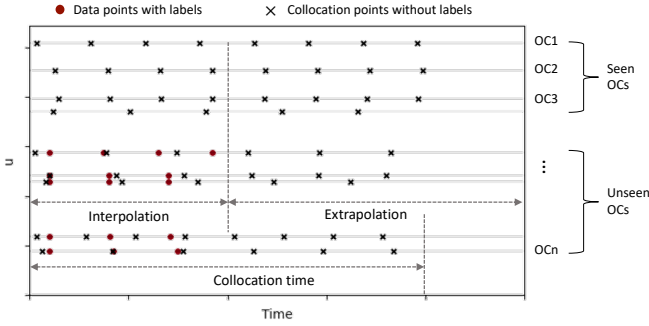 Data points with labels
Collocation points without labels
OC1
OC2
OC3
Seen
OCs
u
...
Interpolation
Extrapolation
Unseen
OCs
OCn
Collocation time
Time